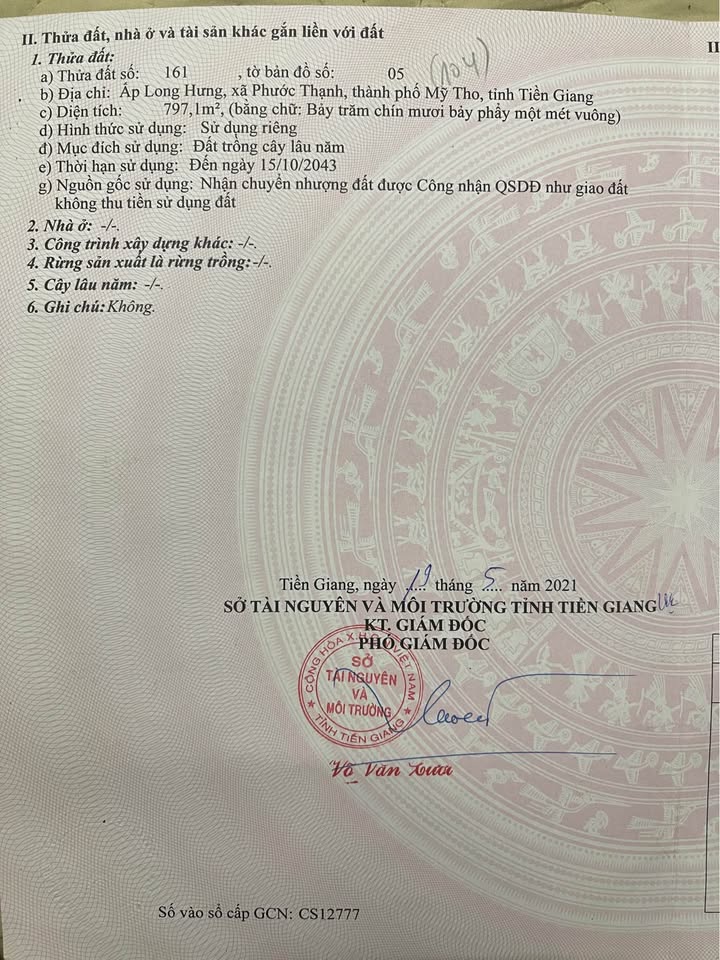 II. Thửa đất, nhà ở và tài sản khác gắn liền với đất
1. Thửa đất:
a) Thửa đất số: 161 , tờ bản đồ số: 05 (104)
b) Địa chỉ: Ấp Long Hưng, xã Phước Thạnh, thành phố Mỹ Tho, tỉnh Tiền Giang
c) Diện tích: 797,1m², (bằng chữ: Bảy trăm chín mươi bảy phẩy một mét vuông)
d) Hình thức sử dụng: Sử dụng riêng
đ) Mục đích sử dụng: Đất trồng cây lâu năm
e) Thời hạn sử dụng: Đến ngày 15/10/2043
g) Nguồn gốc sử dụng: Nhận chuyển nhượng đất được Công nhận QSDĐ như giao đất
không thu tiền sử dụng đất
2. Nhà ở: -/-.
3. Công trình xây dựng khác: -/-.
4. Rừng sản xuất là rừng trồng: -/-.
5. Cây lâu năm: -/-.
6. Ghi chú: Không.
II
Tiền Giang, ngày 19 tháng 5 năm 2021
SỞ TÀI NGUYÊN VÀ MÔI TRƯỜNG TỈNH TIỀN GIANG
KT. GIÁM ĐỐC
PHÓ GIÁM ĐỐC
CỘNG HÒA X.H.C.N VIỆT NAM
SỞ
TÀI NGUYÊN
VÀ
MÔI TRƯỜNG
★ TỈNH TIỀN GIANG ★
Võ Văn
Số vào sổ cấp GCN: CS12777